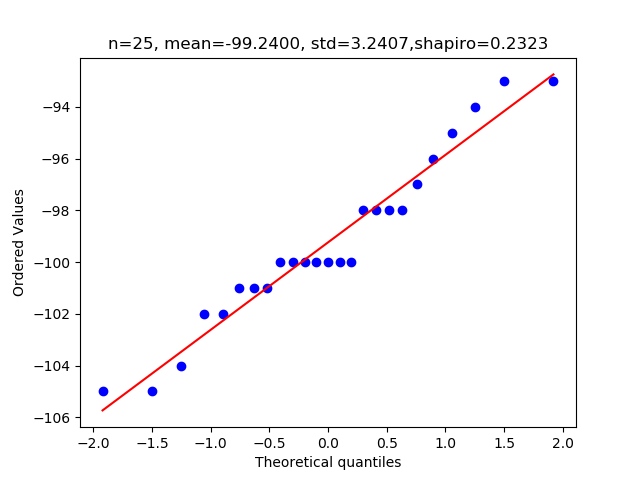 n=25, mean=-99.2400, std=3.2407,shapiro=0.2323
Ordered Values
−94
−96
−98
−100
−102
−104
−106
−2.0 −1.5 −1.0 −0.5 0.0 0.5 1.0 1.5 2.0
Theoretical quantiles